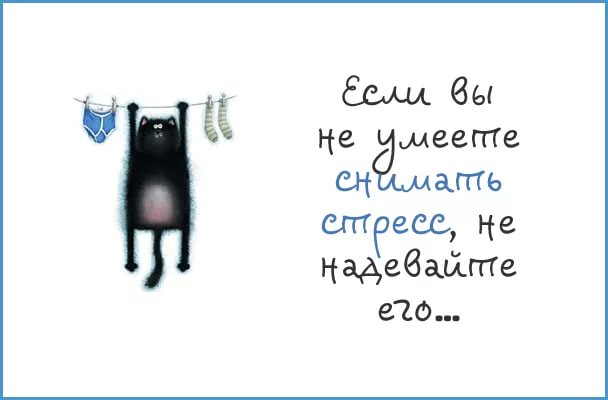 Если вы
не умеете
снимать
стресс, не
надевайте
его...